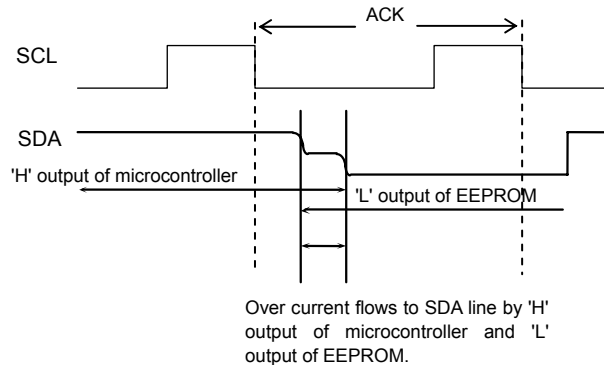 ACK
SCL
SDA
'H' output of microcontroller
'L' output of EEPROM
Over current flows to SDA line by 'H'
output of microcontroller and 'L'
output of EEPROM.